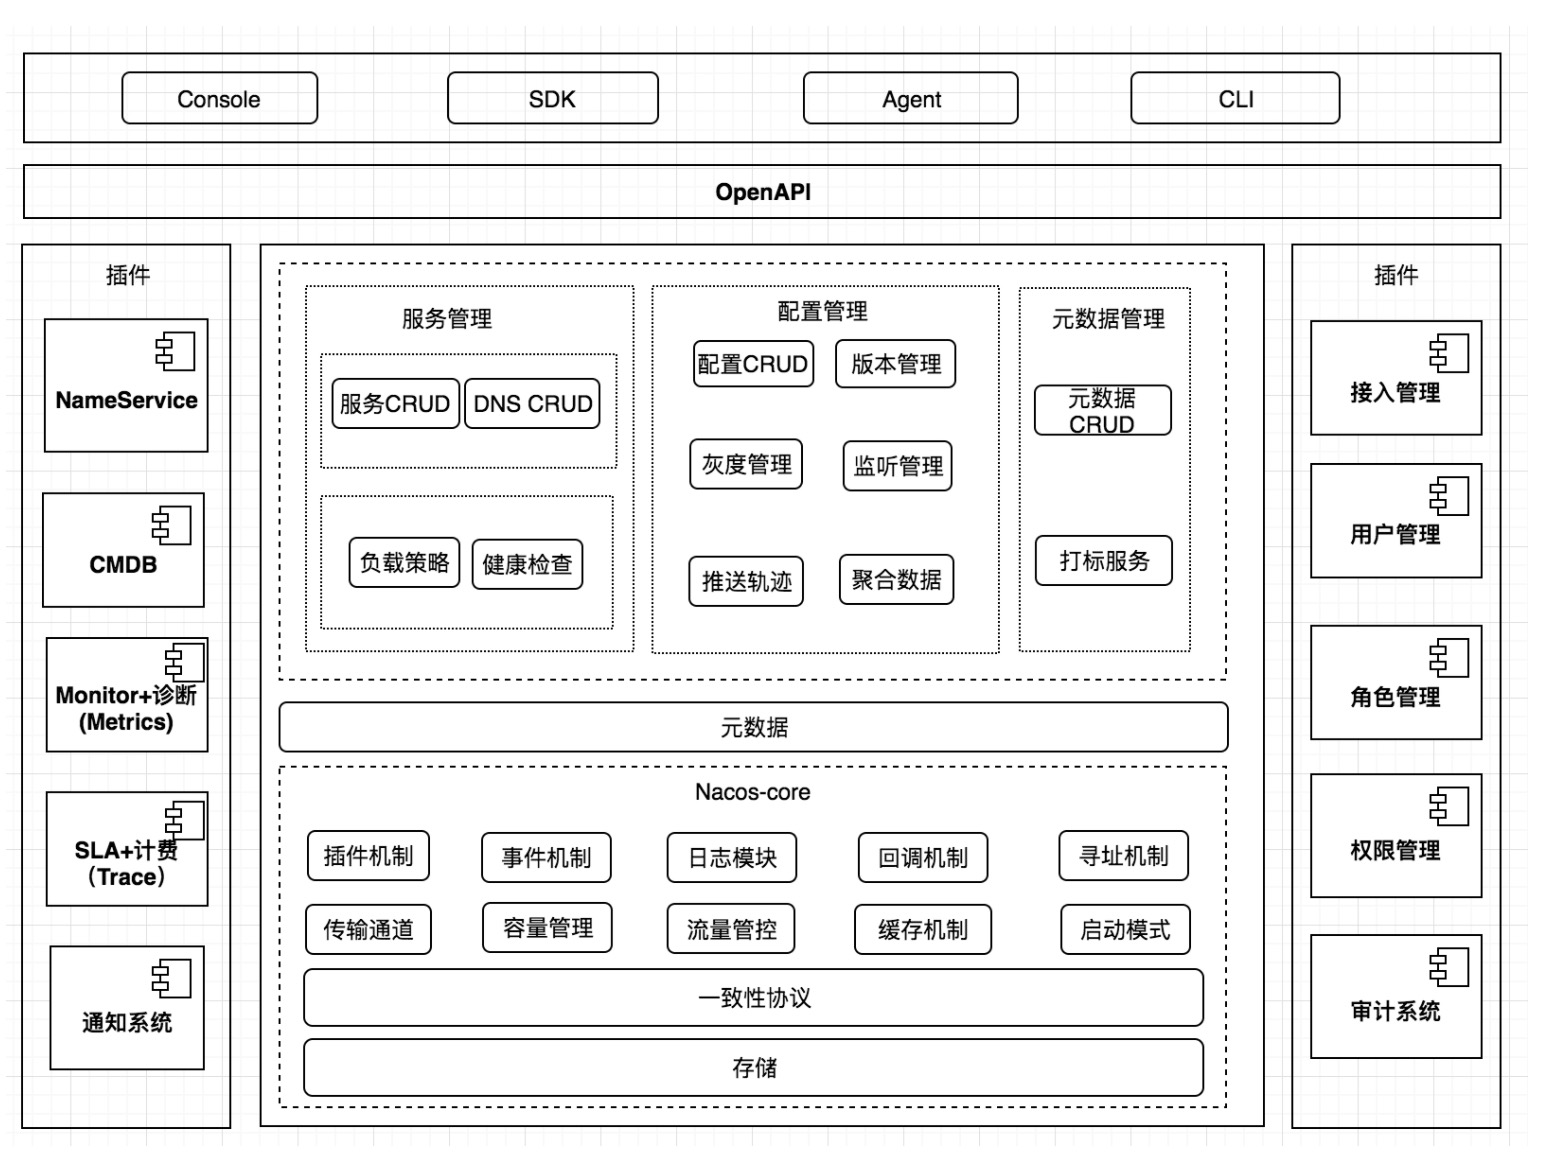 Console
SDK
Agent
CLI
OpenAPI
插件
NameService
CMDB
Monitor+诊断
(Metrics)
SLA+计费
（Trace）
通知系统
服务管理
服务CRUD
DNS CRUD
负载策略
健康检查
配置管理
配置CRUD
版本管理
灰度管理
监听管理
推送轨迹
聚合数据
元数据管理
元数据
CRUD
打标服务
元数据
Nacos-core
插件机制
事件机制
日志模块
回调机制
寻址机制
传输通道
容量管理
流量管控
缓存机制
启动模式
一致性协议
存储
插件
接入管理
用户管理
角色管理
权限管理
审计系统